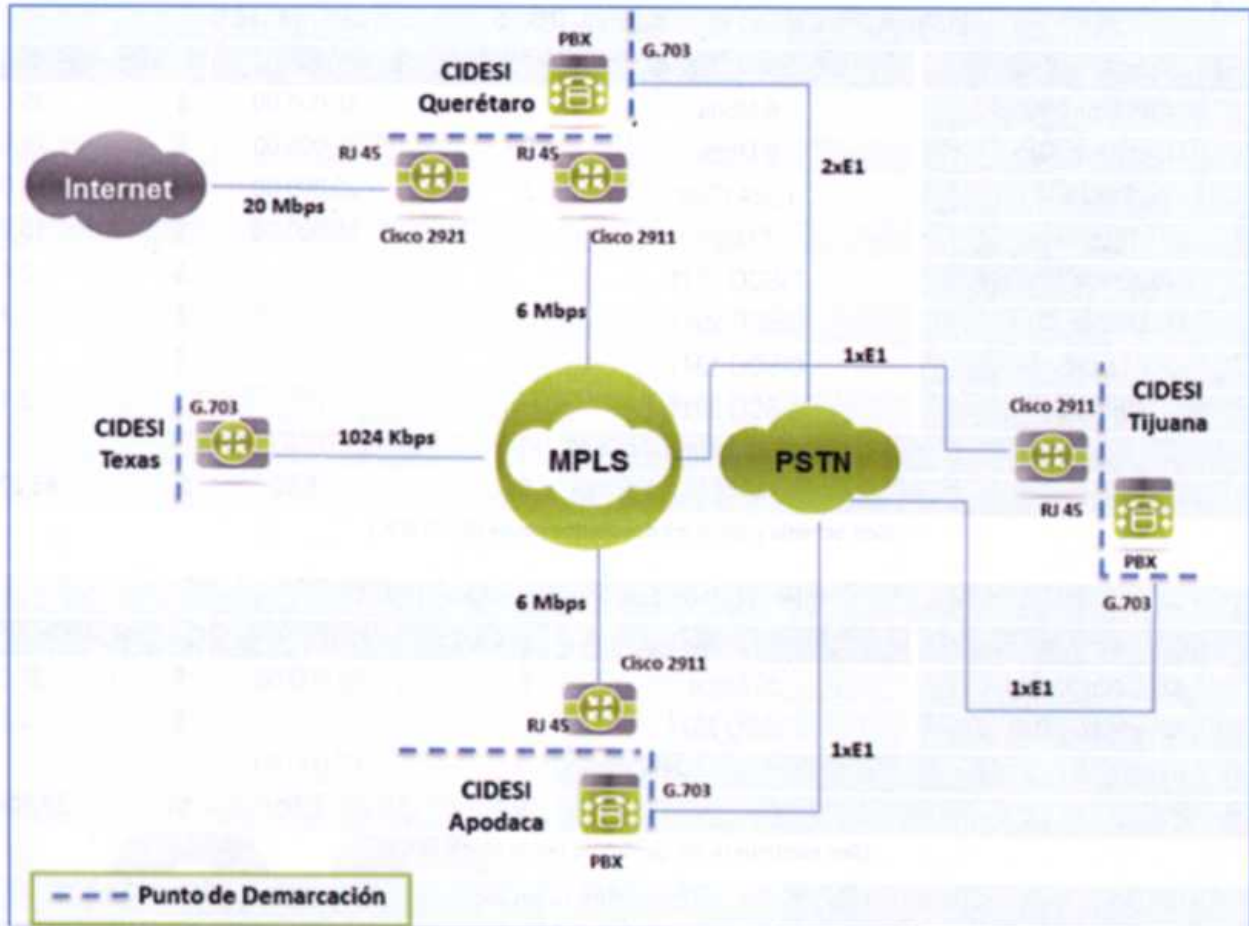 PBX
G.703
CIDESI
Querétaro
RJ 45
RJ 45
Internet
20 Mbps
Cisco 2921
Cisco 2911
2xE1
6 Mbps
1xE1
CIDESI
Texas
G.703
1024 Kbps
MPLS
PSTN
Cisco 2911
CIDESI
Tijuana
RJ 45
PBX
G.703
6 Mbps
Cisco 2911
RJ 45
1xE1
1xE1
CIDESI
Apodaca
G.703
PBX
Punto de Demarcación